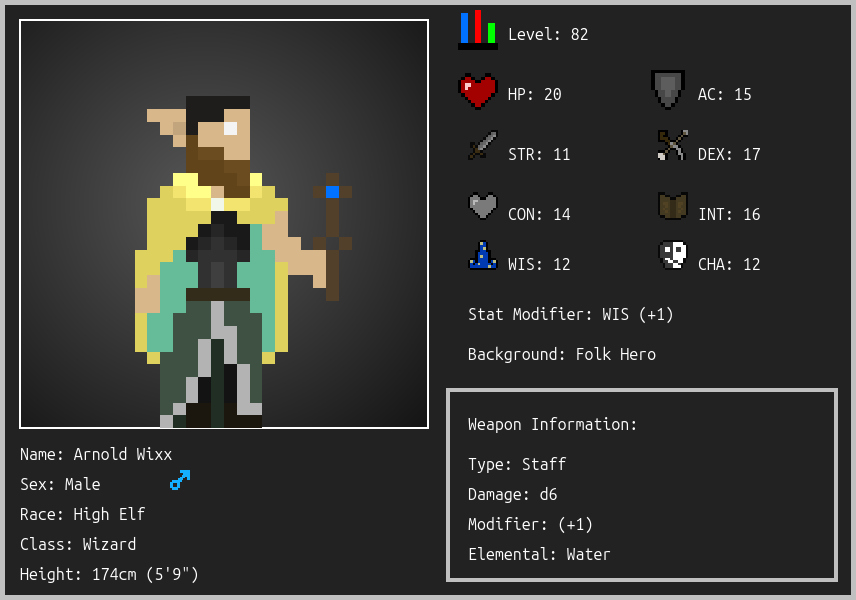 Level: 82
HP: 20
AC: 15
STR: 11
DEX: 17
CON: 14
INT: 16
WIS: 12
CHA: 12
Stat Modifier: WIS (+1)
Background: Folk Hero
Weapon Information:
Type: Staff
Damage: d6
Modifier: (+1)
Elemental: Water
Name: Arnold Wixx
Sex: Male
Race: High Elf
Class: Wizard
Height: 174cm (5'9")